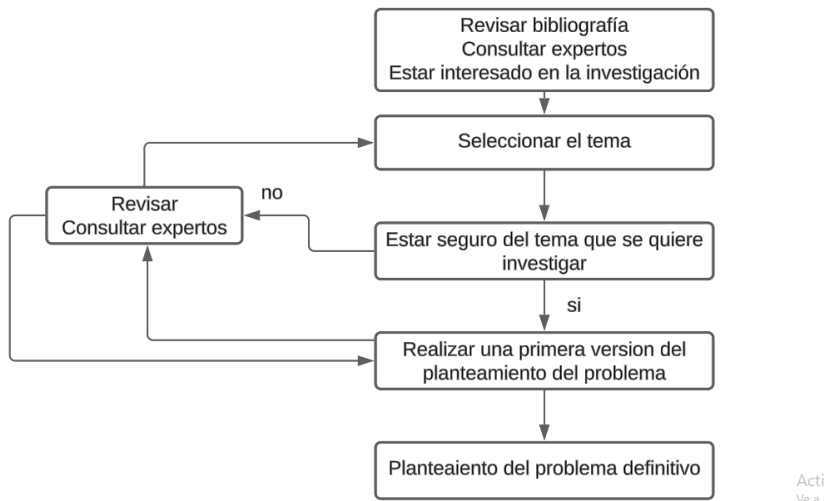 Revisar bibliografía
Consultar expertos
Estar interesado en la investigación
Seleccionar el tema
no
Revisar
Consultar expertos
Estar seguro del tema que se quiere
investigar
si
Realizar una primera version del
planteamiento del problema
Planteaiento del problema definitivo
Acti
Ve a